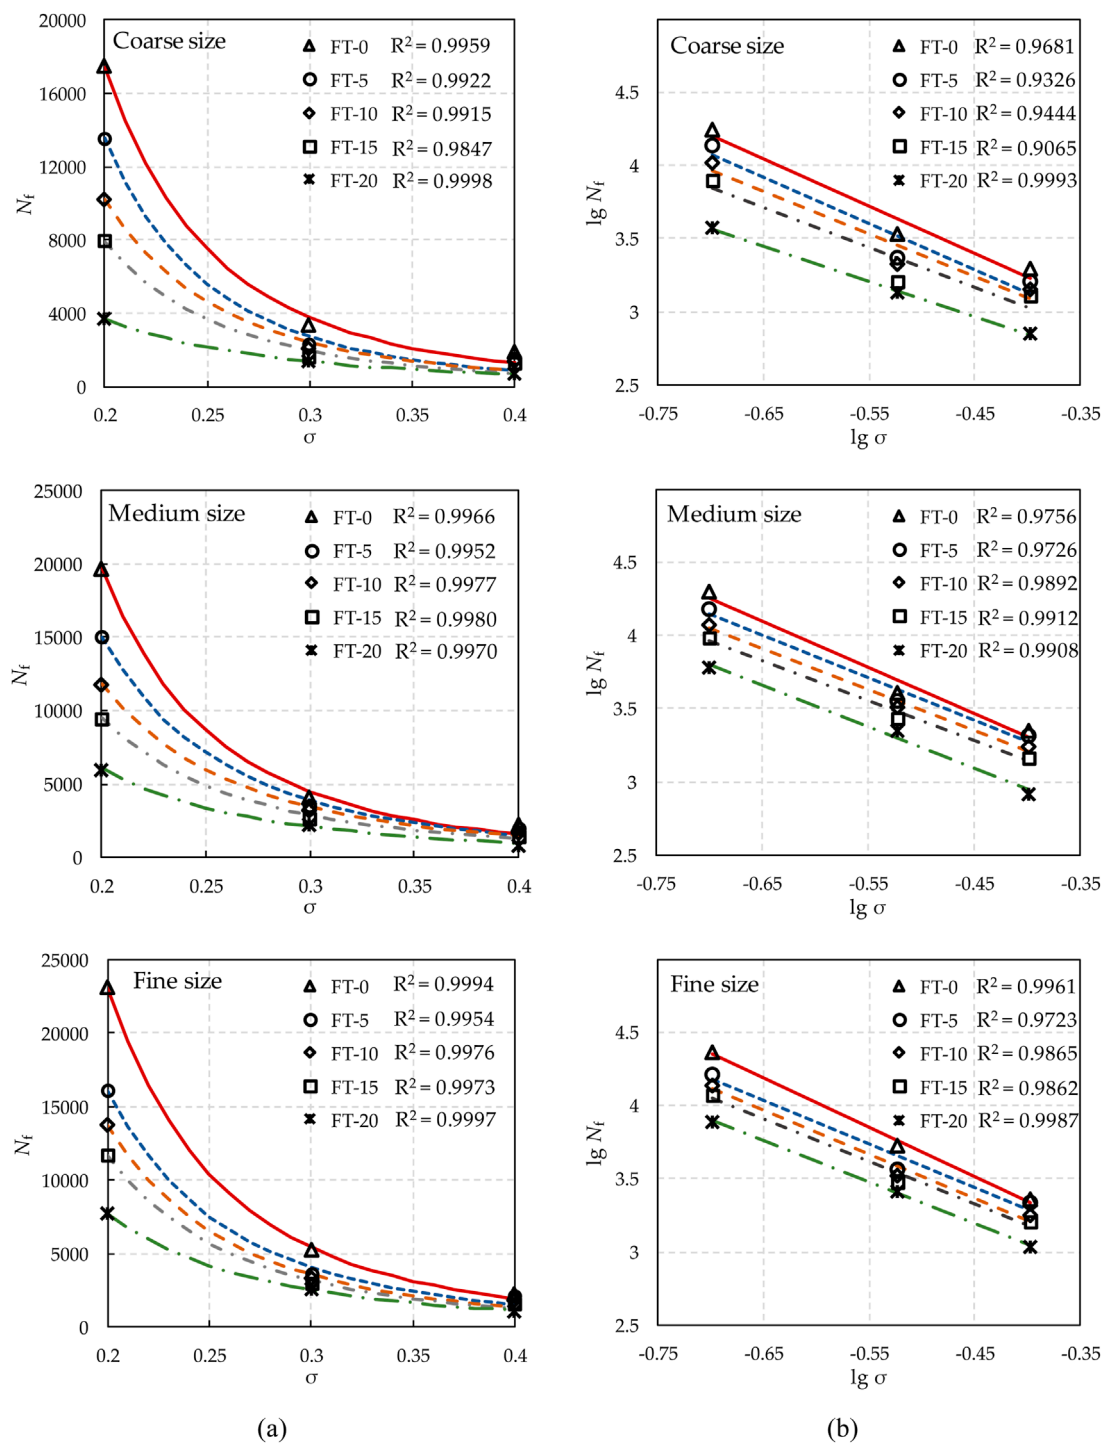 20000
16000
12000
8000
4000
0
N_f
Coarse size
FT-0 R² = 0.9959
FT-5 R² = 0.9922
FT-10 R² = 0.9915
FT-15 R² = 0.9847
FT-20 R² = 0.9998
0.2 0.25 0.3 0.35 0.4
σ
4.5
4
3.5
3
2.5
lg N_f
Coarse size
FT-0 R² = 0.9681
FT-5 R² = 0.9326
FT-10 R² = 0.9444
FT-15 R² = 0.9065
FT-20 R² = 0.9993
-0.75 -0.65 -0.55 -0.45 -0.35
lg σ
25000
20000
15000
10000
5000
0
N_f
Medium size
FT-0 R² = 0.9966
FT-5 R² = 0.9952
FT-10 R² = 0.9977
FT-15 R² = 0.9980
FT-20 R² = 0.9970
0.2 0.25 0.3 0.35 0.4
σ
4.5
4
3.5
3
2.5
lg N_f
Medium size
FT-0 R² = 0.9756
FT-5 R² = 0.9726
FT-10 R² = 0.9892
FT-15 R² = 0.9912
FT-20 R² = 0.9908
-0.75 -0.65 -0.55 -0.45 -0.35
lg σ
25000
20000
15000
10000
5000
0
N_f
Fine size
FT-0 R² = 0.9994
FT-5 R² = 0.9954
FT-10 R² = 0.9976
FT-15 R² = 0.9973
FT-20 R² = 0.9997
0.2 0.25 0.3 0.35 0.4
σ
4.5
4
3.5
3
2.5
lg N_f
Fine size
FT-0 R² = 0.9961
FT-5 R² = 0.9723
FT-10 R² = 0.9865
FT-15 R² = 0.9862
FT-20 R² = 0.9987
-0.75 -0.65 -0.55 -0.45 -0.35
lg σ
(a) (b)